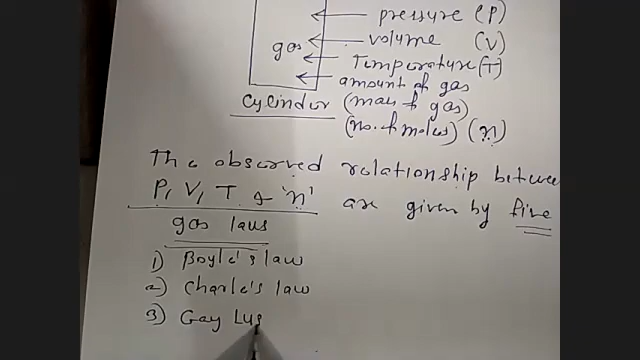 pressure (P)
gas
volume (V)
Temperature (T)
amount of gas
Cylinder (mass of gas)
(no. of moles) (n)
The observed relationship betwee
P, V, T & 'n' are given by five
gas laws
1) Boyle's law
2) Charle's law
3) Gay Lus